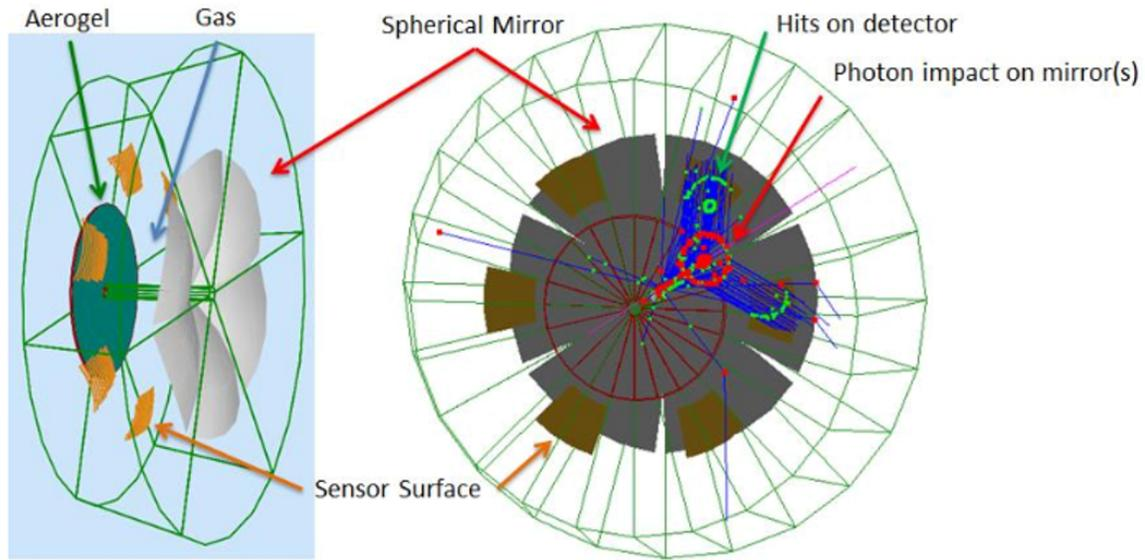 Aerogel
Gas
Spherical Mirror
Hits on detector
Photon impact on mirror(s)
Sensor Surface